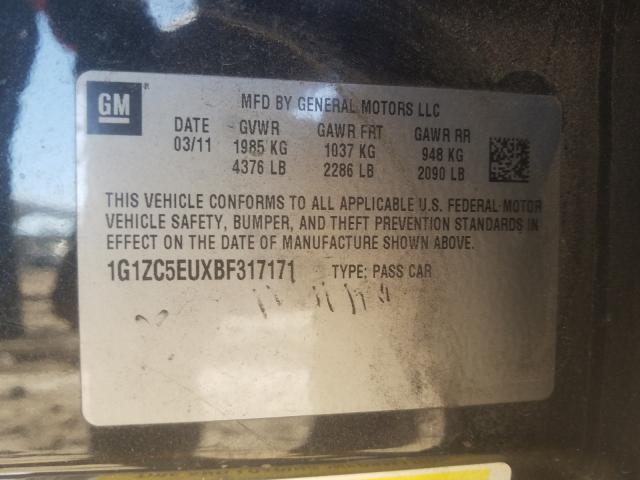 GM
MFD BY GENERAL MOTORS LLC
DATE GVWR GAWR FRT GAWR RR
03/11 1985 KG 1037 KG 948 KG
4376 LB 2286 LB 2090 LB
THIS VEHICLE CONFORMS TO ALL APPLICABLE U.S. FEDERAL-MOTOR
VEHICLE SAFETY, BUMPER, AND THEFT PREVENTION STANDARDS IN
EFFECT ON THE DATE OF MANUFACTURE SHOWN ABOVE.
1G1ZC5EUXBF317171 TYPE: PASS CAR